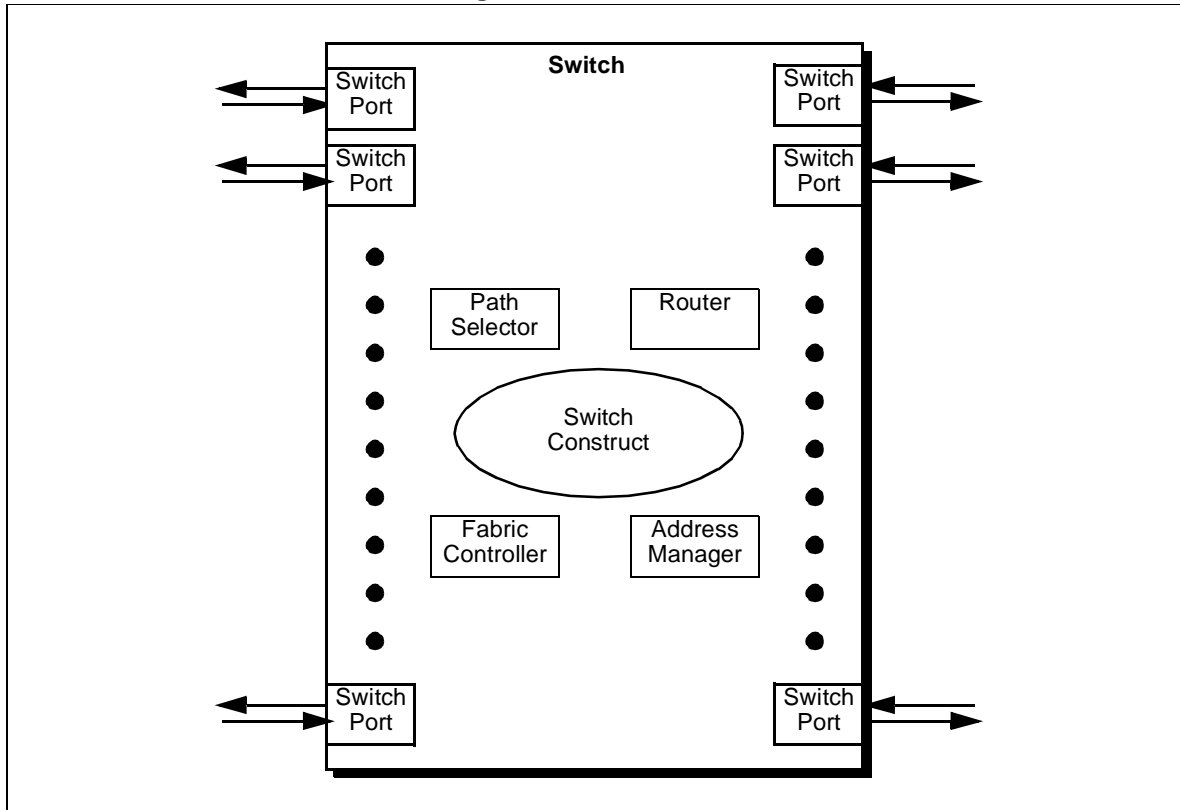 Switch
Switch
Port
Switch
Port
Switch
Port
Switch
Port
Path
Selector
Router
Switch
Construct
Fabric
Controller
Address
Manager
Switch
Port
Switch
Port